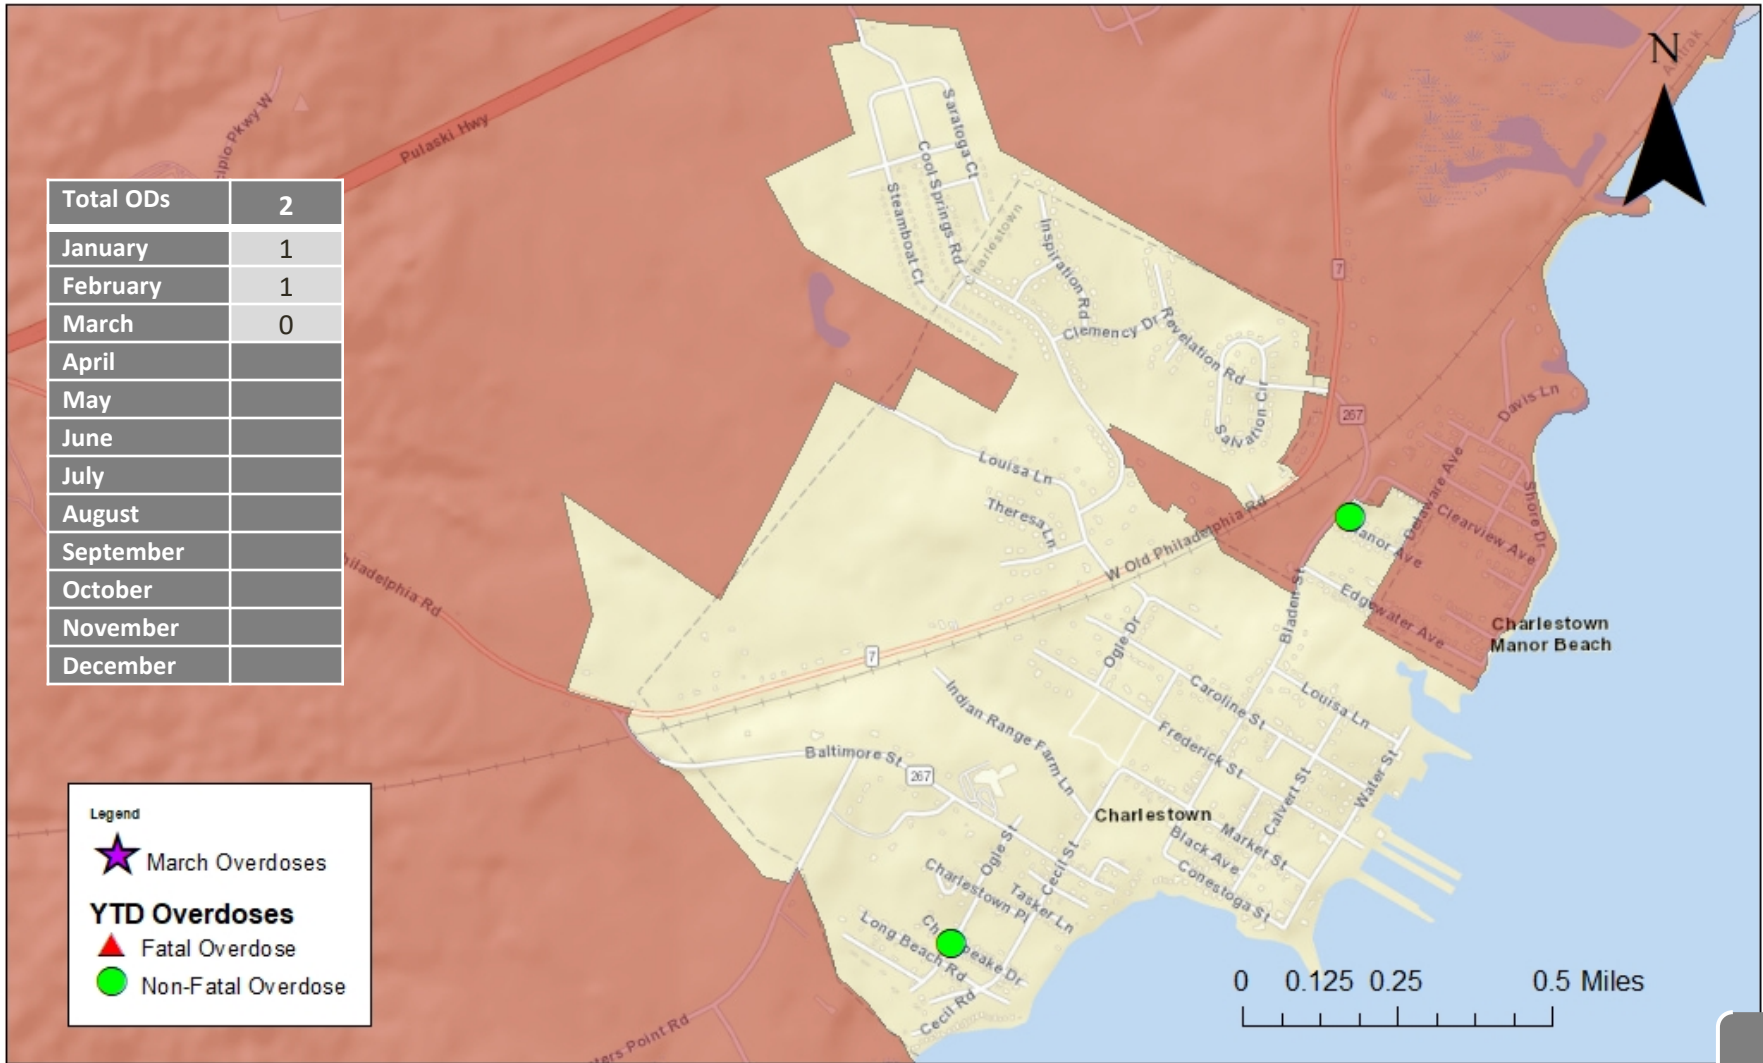 N
Amtrak
Pulaski Hwy
Pkwy W
Total ODs 2
January 1
February 1
March 0
April
May
June
July
August
September
October
November
December
Saratoga Ct
Cool Springs Rd
Steamboat Ct
Inspiration Rd
Clemency Dr
Revelation Rd
Salvation Cir
7
267
Davis Ln
Louisa Ln
Theresa Ln
W Old Philadelphia Rd
Delaware Ave
Clearview Ave
Shore Dr
Manor Ave
Edgewater Ave
Bladen St
Charlestown
Manor Beach
Philadelphia Rd
7
Ogle Dr
Caroline St
Louisa Ln
Frederick St
Indian Range Farm Ln
Baltimore St
267
Calvert St
Water St
Charlestown
Market St
Black Ave
Conestoga St
Ogle St
Cecil St
Charlestown Pl
Tasker Ln
Long Beach Rd
Chesapeake Dr
Cecil Rd
Point Rd
Legend
March Overdoses
YTD Overdoses
Fatal Overdose
Non-Fatal Overdose
0 0.125 0.25 0.5 Miles